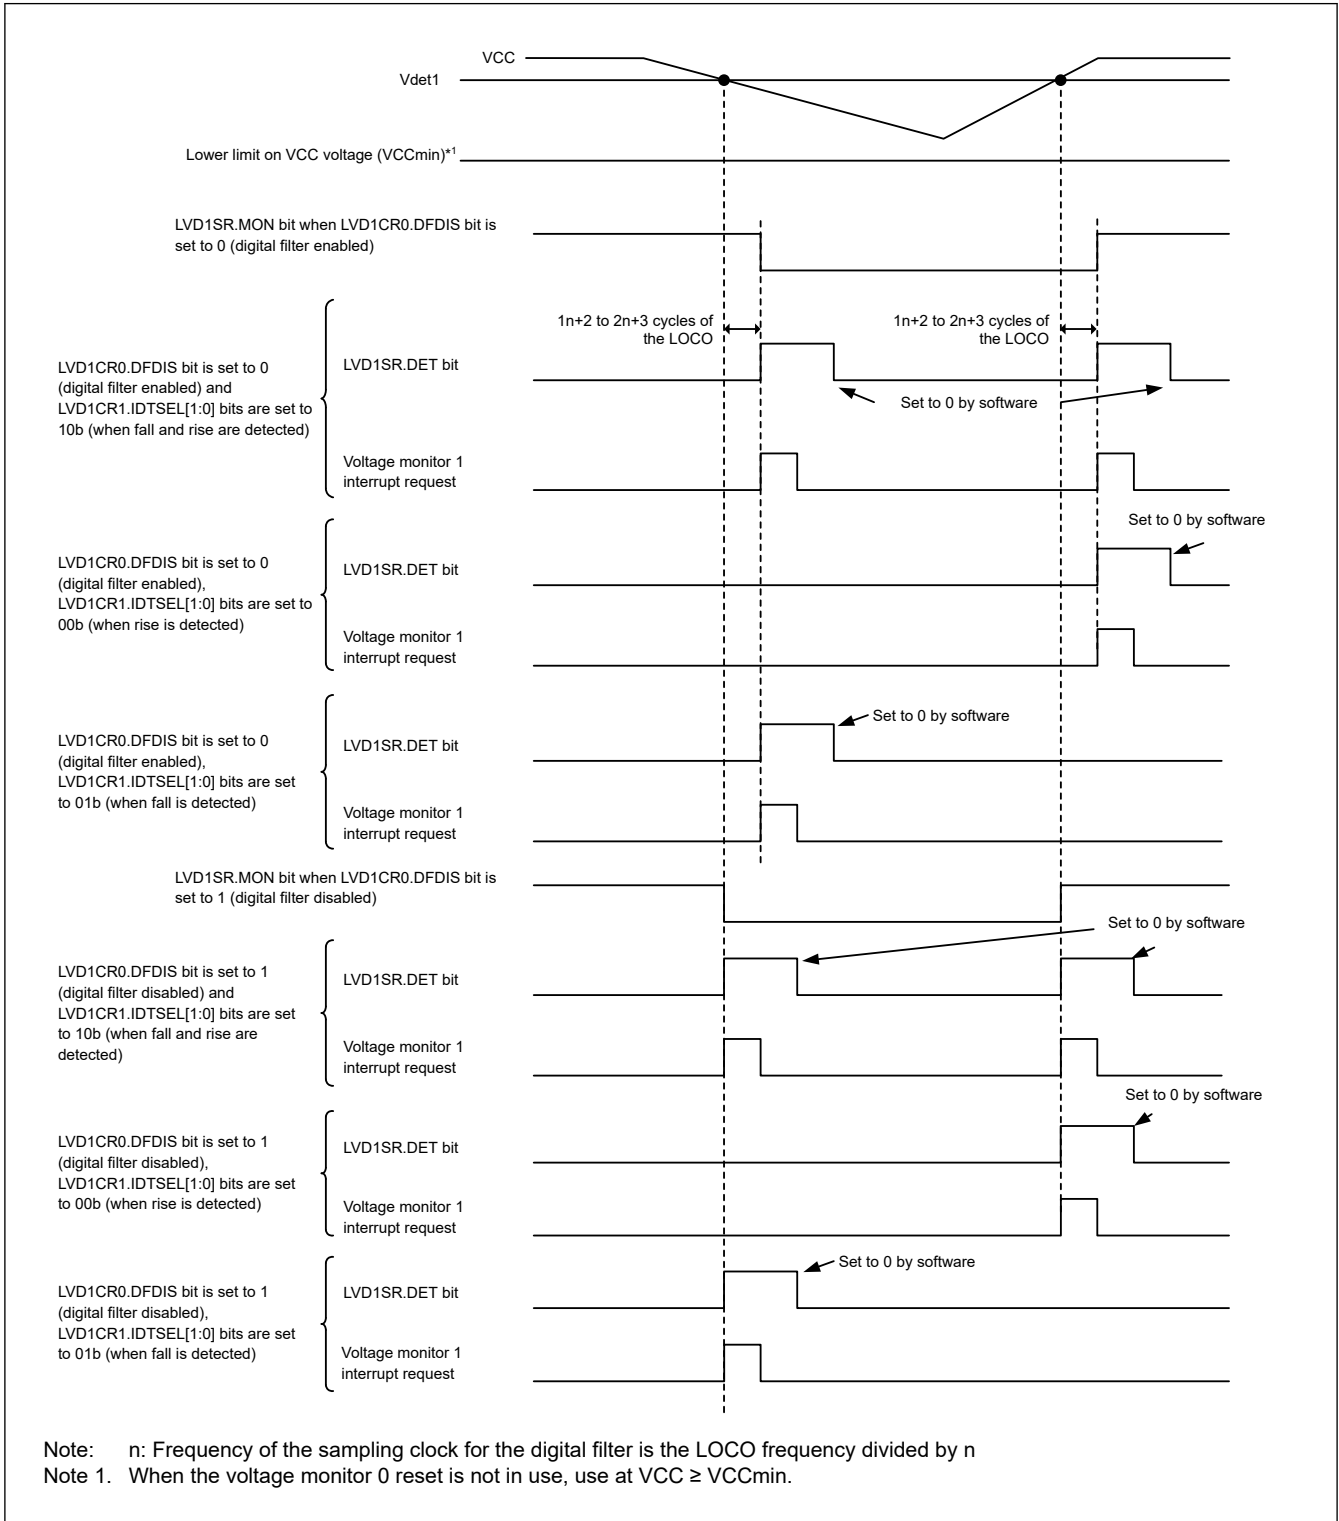 VCC
Vdet1
Lower limit on VCC voltage (VCCmin)*1
LVD1SR.MON bit when LVD1CR0.DFDIS bit is
set to 0 (digital filter enabled)
1n+2 to 2n+3 cycles of
the LOCO
1n+2 to 2n+3 cycles of
the LOCO
LVD1CR0.DFDIS bit is set to 0
(digital filter enabled) and
LVD1CR1.IDTSEL[1:0] bits are set to
10b (when fall and rise are detected)
LVD1SR.DET bit
Set to 0 by software
Voltage monitor 1
interrupt request
Set to 0 by software
LVD1CR0.DFDIS bit is set to 0
(digital filter enabled),
LVD1CR1.IDTSEL[1:0] bits are set to
00b (when rise is detected)
LVD1SR.DET bit
Voltage monitor 1
interrupt request
Set to 0 by software
LVD1CR0.DFDIS bit is set to 0
(digital filter enabled),
LVD1CR1.IDTSEL[1:0] bits are set
to 01b (when fall is detected)
LVD1SR.DET bit
Voltage monitor 1
interrupt request
LVD1SR.MON bit when LVD1CR0.DFDIS bit is
set to 1 (digital filter disabled)
Set to 0 by software
LVD1CR0.DFDIS bit is set to 1
(digital filter disabled) and
LVD1CR1.IDTSEL[1:0] bits are set
to 10b (when fall and rise are
detected)
LVD1SR.DET bit
Voltage monitor 1
interrupt request
Set to 0 by software
LVD1CR0.DFDIS bit is set to 1
(digital filter disabled),
LVD1CR1.IDTSEL[1:0] bits are set
to 00b (when rise is detected)
LVD1SR.DET bit
Voltage monitor 1
interrupt request
Set to 0 by software
LVD1CR0.DFDIS bit is set to 1
(digital filter disabled),
LVD1CR1.IDTSEL[1:0] bits are set
to 01b (when fall is detected)
LVD1SR.DET bit
Voltage monitor 1
interrupt request
Note: n: Frequency of the sampling clock for the digital filter is the LOCO frequency divided by n
Note 1. When the voltage monitor 0 reset is not in use, use at VCC ≥ VCCmin.